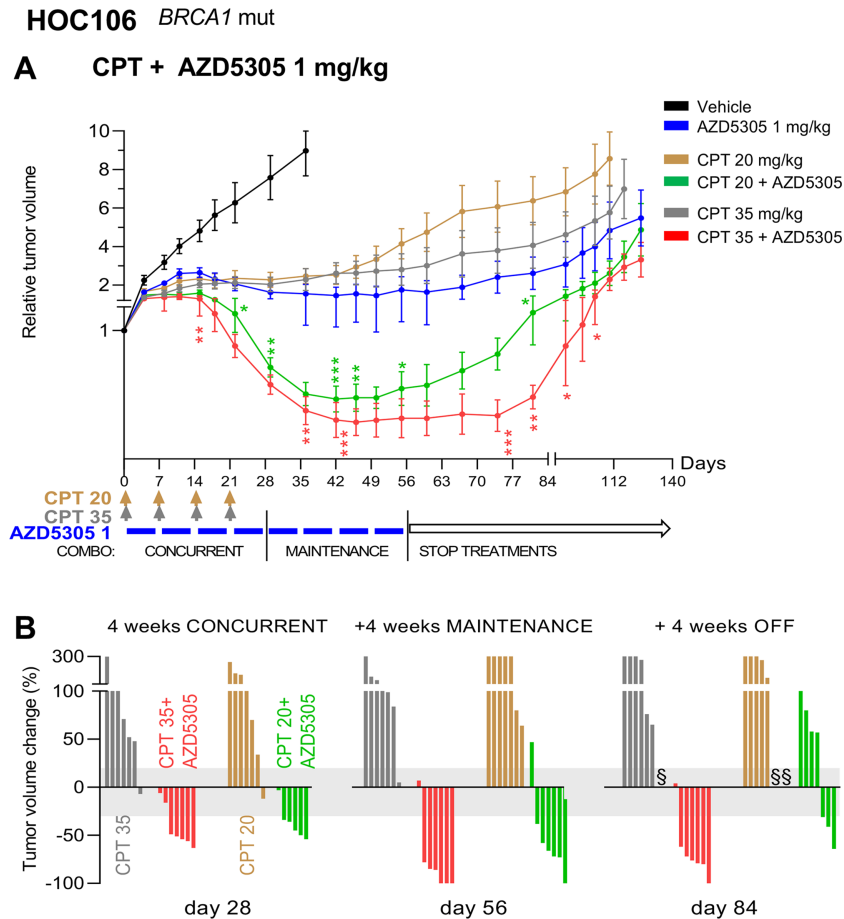 HOC106 BRCA1 mut
A CPT + AZD5305 1 mg/kg
Vehicle
AZD5305 1 mg/kg
CPT 20 mg/kg
CPT 20 + AZD5305
CPT 35 mg/kg
CPT 35 + AZD5305
Relative tumor volume
10
8
6
4
2
1
**
*
**
***
***
***
**
*
***
*
**
*
*
0 7 14 21 28 35 42 49 56 63 70 77 84 112 140 Days
CPT 20
CPT 35
AZD5305 1
COMBO: CONCURRENT MAINTENANCE STOP TREATMENTS
B
4 weeks CONCURRENT +4 weeks MAINTENANCE + 4 weeks OFF
Tumor volume change (%)
300
100
50
0
-50
-100
CPT 35
CPT 35+
AZD5305
CPT 20
CPT 20+
AZD5305
§ §§
day 28 day 56 day 84